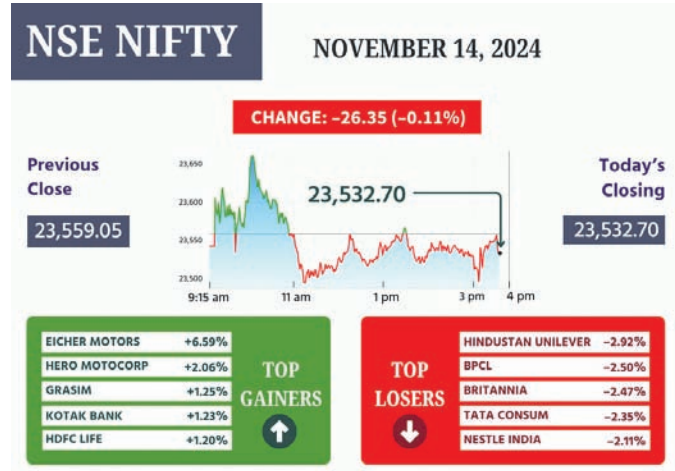 NSE NIFTY
NOVEMBER 14, 2024
CHANGE: –26.35 (–0.11%)
Previous
Close
23,559.05
Today's
Closing
23,532.70
23,650
23,600
23,550
23,500
23,532.70
9:15 am 11 am 1 pm 3 pm 4 pm
EICHER MOTORS +6.59%
HERO MOTOCORP +2.06%
GRASIM +1.25%
KOTAK BANK +1.23%
HDFC LIFE +1.20%
TOP
GAINERS
TOP
LOSERS
HINDUSTAN UNILEVER –2.92%
BPCL –2.50%
BRITANNIA –2.47%
TATA CONSUM –2.35%
NESTLE INDIA –2.11%